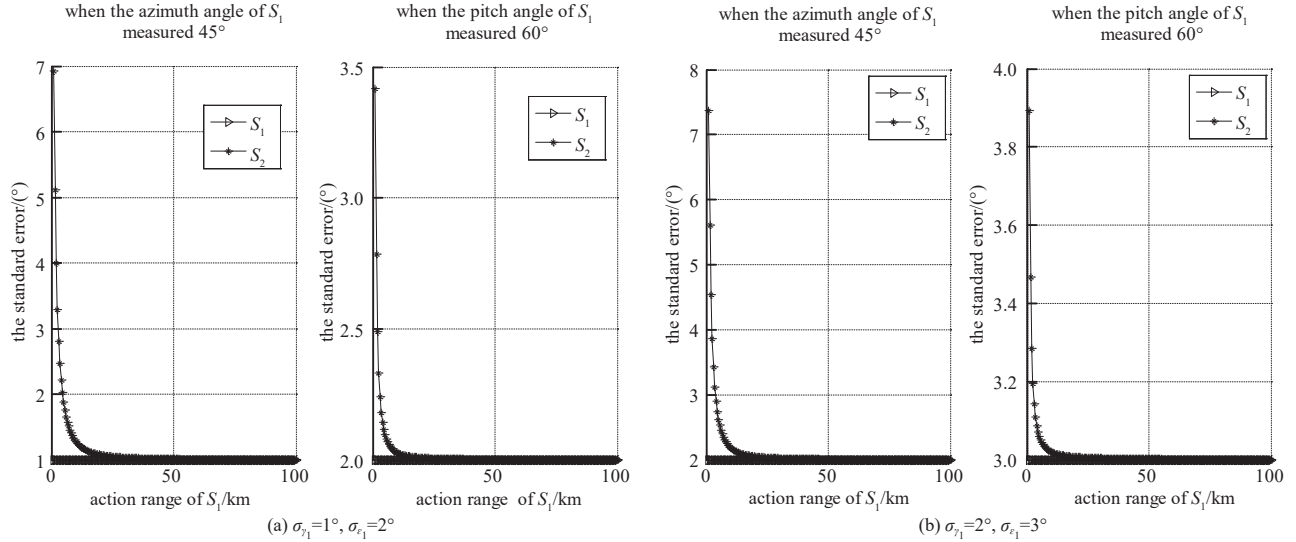 when the azimuth angle of S₁
measured 45°
when the pitch angle of S₁
measured 60°
when the azimuth angle of S₁
measured 45°
when the pitch angle of S₁
measured 60°
the standard error/(°)
7
6
5
4
3
2
1
0
50
100
S₁
S₂
action range of S₁/km
the standard error/(°)
3.5
3.0
2.5
2.0
0
50
100
S₁
S₂
action range of S₁/km
(a) σγ₁=1°, σε₁=2°
the standard error/(°)
8
7
6
5
4
3
2
0
50
100
S₁
S₂
action range of S₁/km
the standard error/(°)
4.0
3.8
3.6
3.4
3.2
3.0
0
50
100
S₁
S₂
action range of S₁/km
(b) σγ₁=2°, σε₁=3°